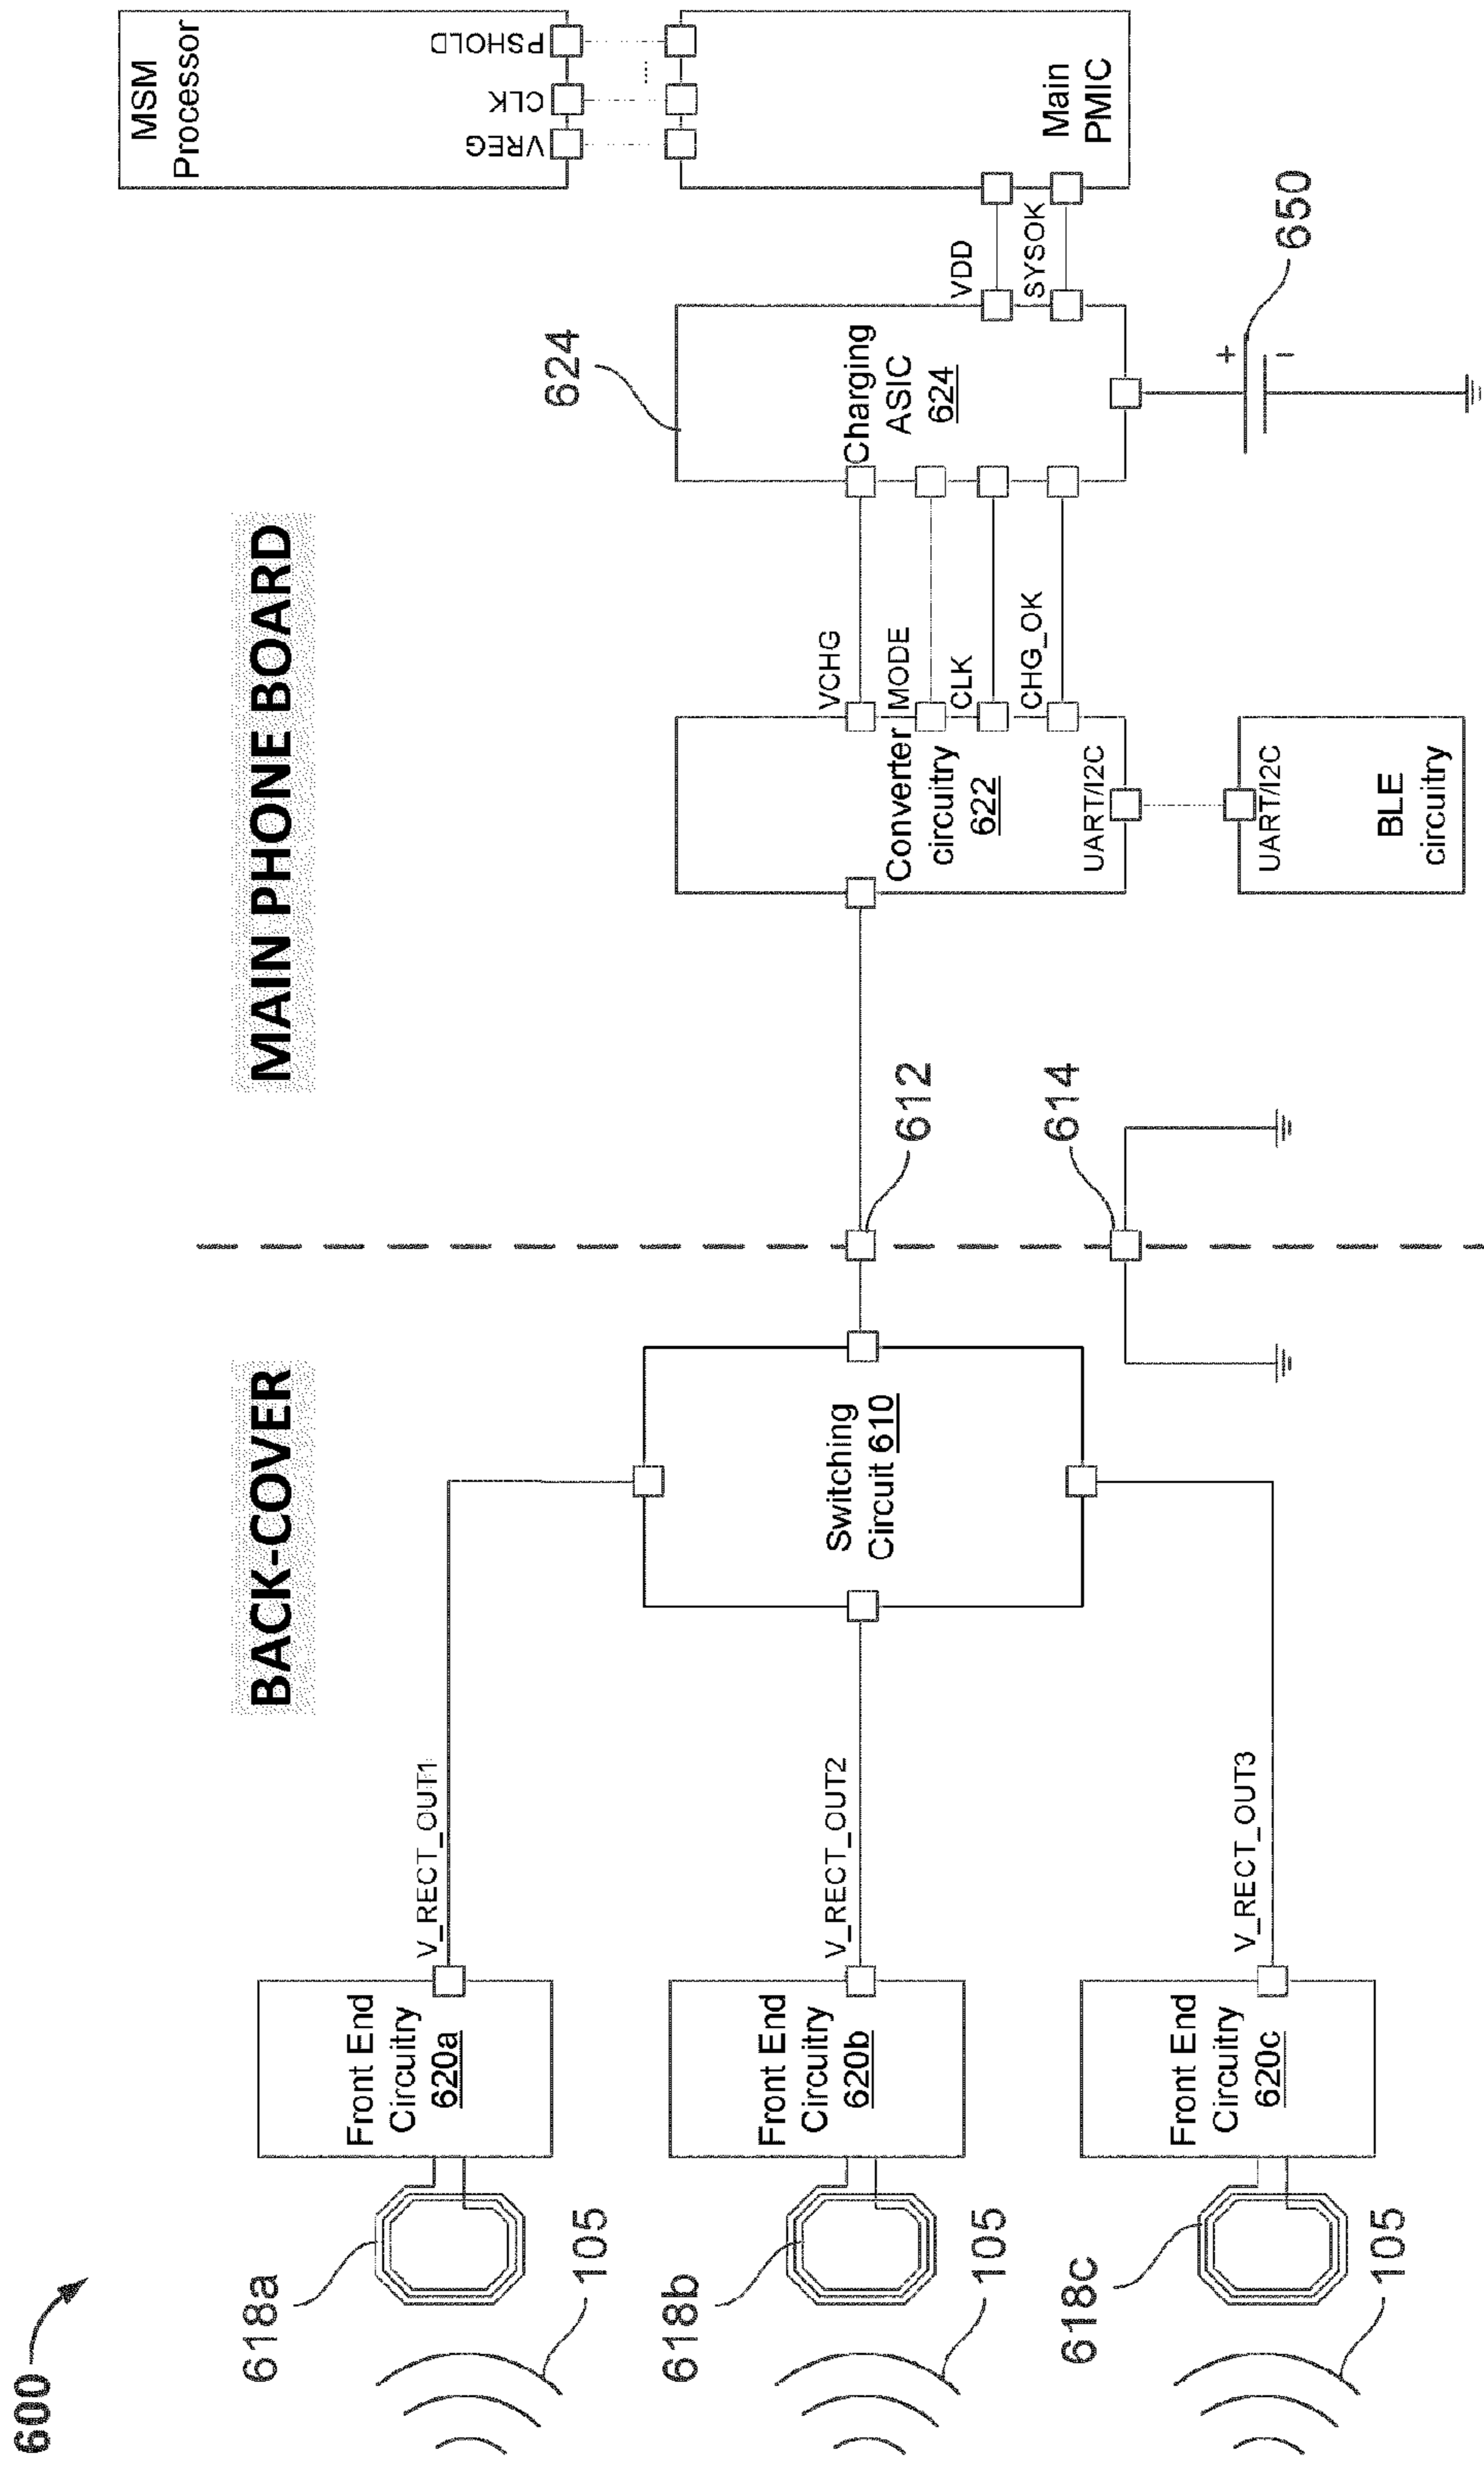 600
BACK-COVER
MAIN PHONE BOARD
618a
105
Front End
Circuitry
620a
V_RECT_OUT1
618b
105
Front End
Circuitry
620b
V_RECT_OUT2
618c
105
Front End
Circuitry
620c
V_RECT_OUT3
Switching
Circuit 610
612
614
Converter
circuitry
622
VCHG
MODE
CLK
CHG_OK
UART/I2C
UART/I2C
BLE
circuitry
624
Charging
ASIC
624
VDD
SYSOK
+
–
650
MSM
Processor
VREG
CLK
PSHOLD
....
Main
PMIC